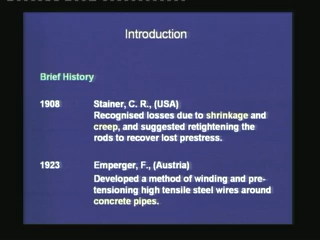 Introduction
Brief History
1908 Stainer, C. R., (USA)
Recognised losses due to shrinkage and
creep, and suggested retightening the
rods to recover lost prestress.
1923 Emperger, F., (Austria)
Developed a method of winding and pre-
tensioning high tensile steel wires around
concrete pipes.